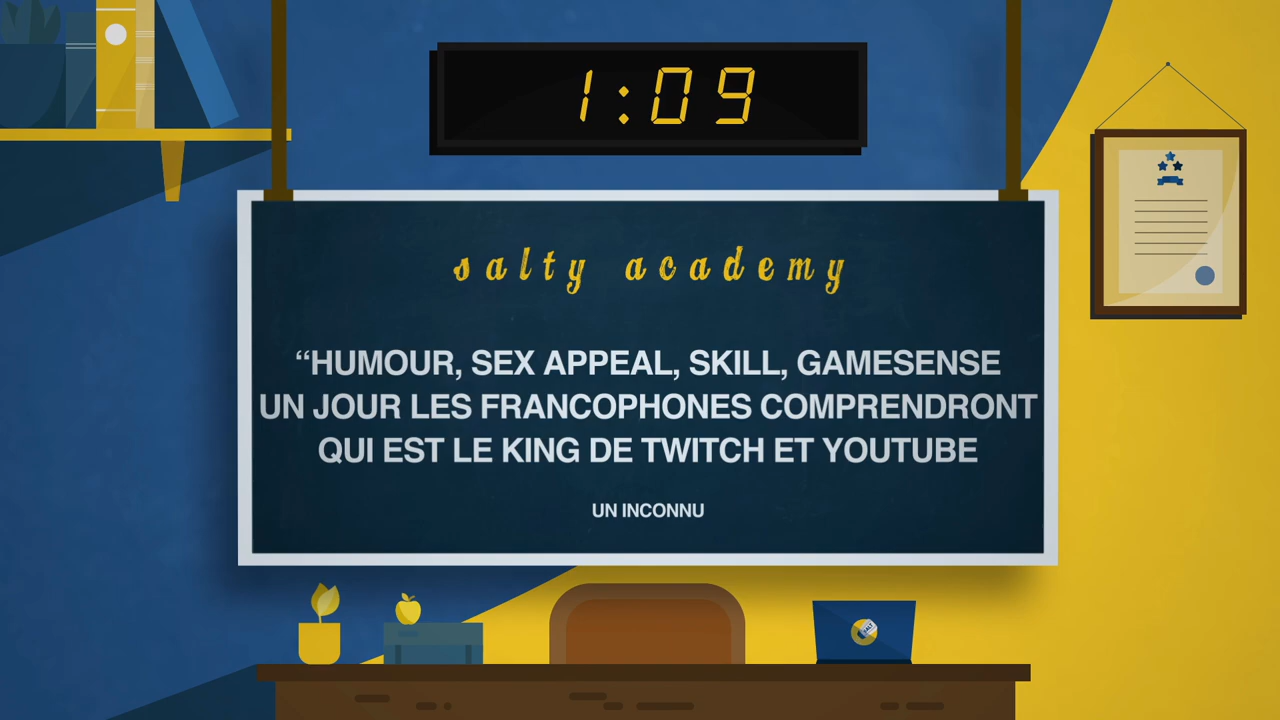 1:09
salty academy
“HUMOUR, SEX APPEAL, SKILL, GAMESENSE
UN JOUR LES FRANCOPHONES COMPRENDRONT
QUI EST LE KING DE TWITCH ET YOUTUBE
UN INCONNU